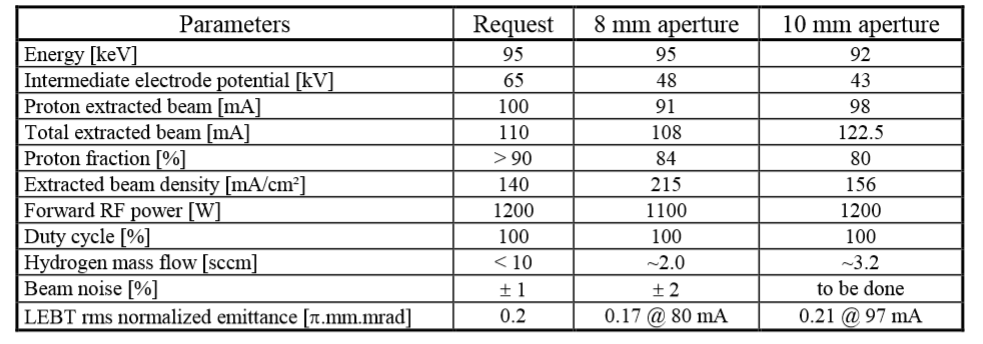 Parameters Request 8 mm aperture 10 mm aperture
Energy [keV] 95 95 92
Intermediate electrode potential [kV] 65 48 43
Proton extracted beam [mA] 100 91 98
Total extracted beam [mA] 110 108 122.5
Proton fraction [%] > 90 84 80
Extracted beam density [mA/cm²] 140 215 156
Forward RF power [W] 1200 1100 1200
Duty cycle [%] 100 100 100
Hydrogen mass flow [sccm] < 10 ~2.0 ~3.2
Beam noise [%] ± 1 ± 2 to be done
LEBT rms normalized emittance [π.mm.mrad] 0.2 0.17 @ 80 mA 0.21 @ 97 mA